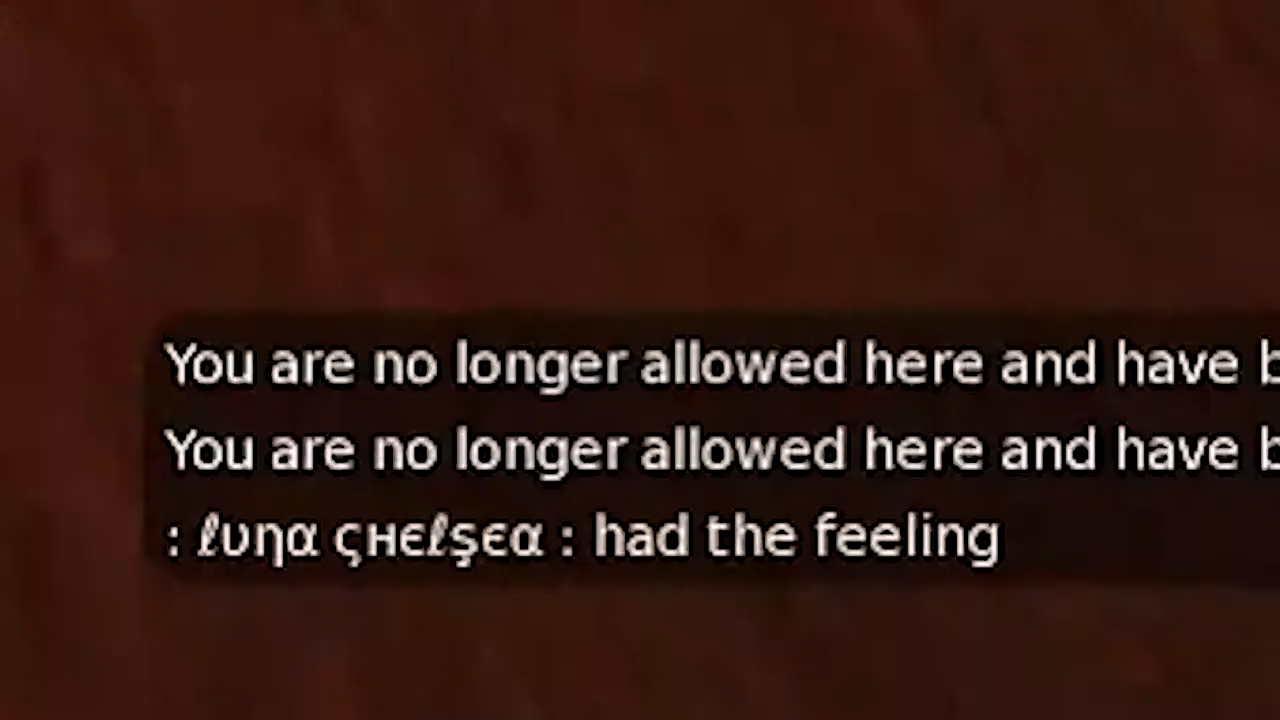 You are no longer allowed here and have b
You are no longer allowed here and have b
: ℓυηα ςнєℓşєα : had the feeling